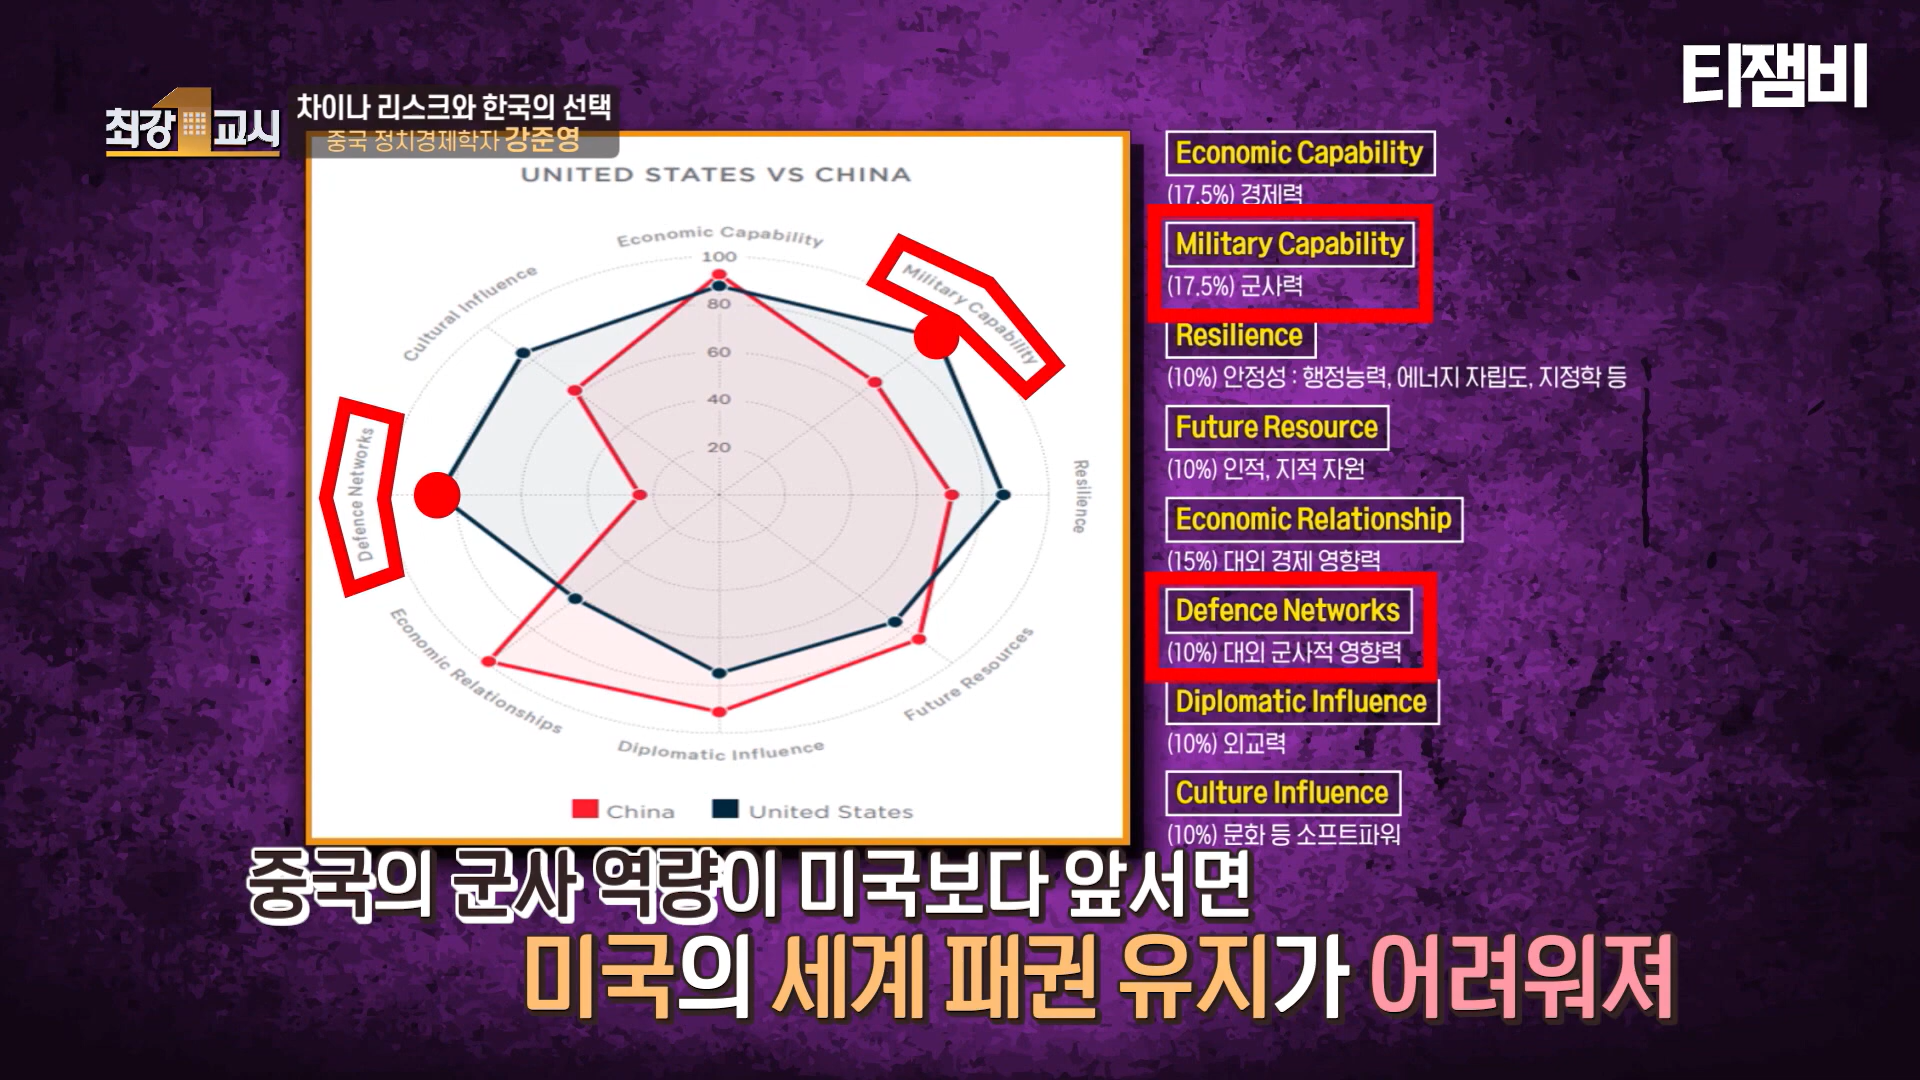 티잼비
최강1교시
차이나 리스크와 한국의 선택
중국 정치경제학자 강준영
UNITED STATES VS CHINA
Economic Capability
Military Capability
Resilience
Future Resources
Diplomatic Influence
Economic Relationships
Defence Networks
Cultural Influence
100
80
60
40
20
China
United States
Economic Capability
(17.5%) 경제력
Military Capability
(17.5%) 군사력
Resilience
(10%) 안정성 : 행정능력, 에너지 자립도, 지정학 등
Future Resource
(10%) 인적, 지적 자원
Economic Relationship
(15%) 대외 경제 영향력
Defence Networks
(10%) 대외 군사적 영향력
Diplomatic Influence
(10%) 외교력
Culture Influence
(10%) 문화 등 소프트파워
중국의 군사 역량이 미국보다 앞서면
미국의 세계 패권 유지가 어려워져